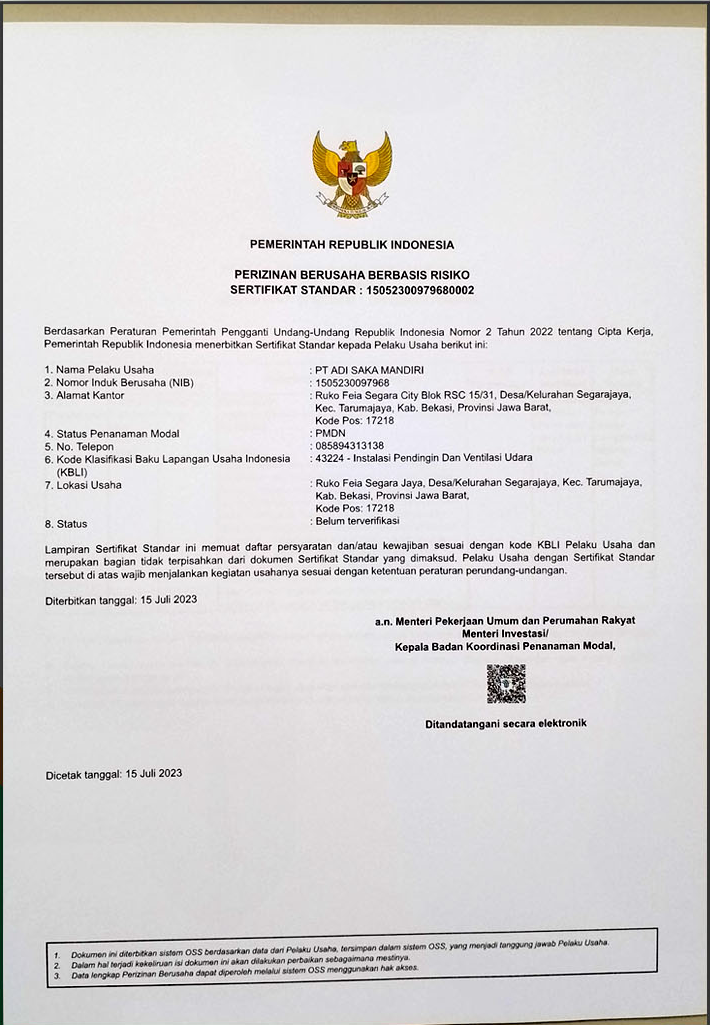 PEMERINTAH REPUBLIK INDONESIA
PERIZINAN BERUSAHA BERBASIS RISIKO
SERTIFIKAT STANDAR : 15052300979680002
Berdasarkan Peraturan Pemerintah Pengganti Undang-Undang Republik Indonesia Nomor 2 Tahun 2022 tentang Cipta Kerja,
Pemerintah Republik Indonesia menerbitkan Sertifikat Standar kepada Pelaku Usaha berikut ini:
1. Nama Pelaku Usaha : PT ADI SAKA MANDIRI
2. Nomor Induk Berusaha (NIB) : 1505230097968
3. Alamat Kantor : Ruko Feia Segara City Blok RSC 15/31, Desa/Kelurahan Segarajaya,
Kec. Tarumajaya, Kab. Bekasi, Provinsi Jawa Barat,
Kode Pos: 17218
4. Status Penanaman Modal : PMDN
5. No. Telepon : 085894313138
6. Kode Klasifikasi Baku Lapangan Usaha Indonesia : 43224 - Instalasi Pendingin Dan Ventilasi Udara
(KBLI)
7. Lokasi Usaha : Ruko Feia Segara Jaya, Desa/Kelurahan Segarajaya, Kec. Tarumajaya,
Kab. Bekasi, Provinsi Jawa Barat,
Kode Pos: 17218
8. Status : Belum terverifikasi
Lampiran Sertifikat Standar ini memuat daftar persyaratan dan/atau kewajiban sesuai dengan kode KBLI Pelaku Usaha dan
merupakan bagian tidak terpisahkan dari dokumen Sertifikat Standar yang dimaksud. Pelaku Usaha dengan Sertifikat Standar
tersebut di atas wajib menjalankan kegiatan usahanya sesuai dengan ketentuan peraturan perundang-undangan.
Diterbitkan tanggal: 15 Juli 2023
a.n. Menteri Pekerjaan Umum dan Perumahan Rakyat
Menteri Investasi/
Kepala Badan Koordinasi Penanaman Modal,
Ditandatangani secara elektronik
Dicetak tanggal: 15 Juli 2023
1. Dokumen ini diterbitkan sistem OSS berdasarkan data dari Pelaku Usaha, tersimpan dalam sistem OSS, yang menjadi tanggung jawab Pelaku Usaha.
2. Dalam hal terjadi kekeliruan isi dokumen ini akan dilakukan perbaikan sebagaimana mestinya.
3. Data lengkap Perizinan Berusaha dapat diperoleh melalui sistem OSS menggunakan hak akses.